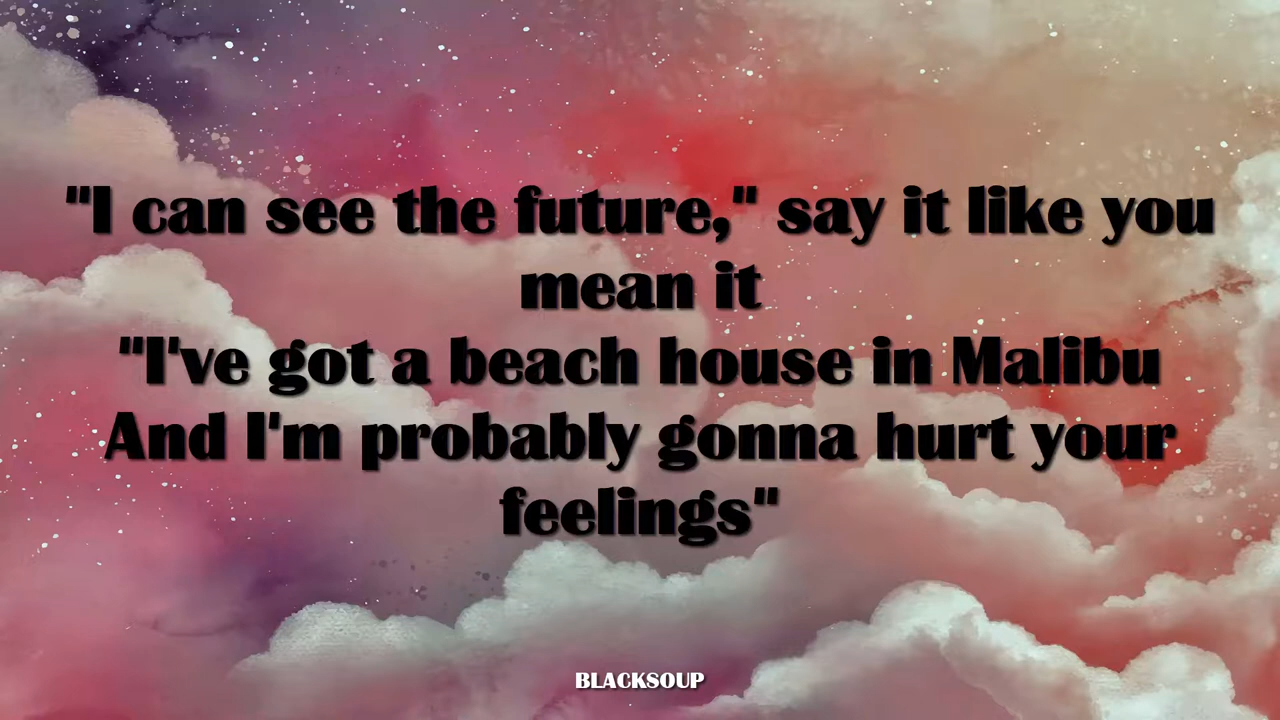 "I can see the future," say it like you
mean it
"I've got a beach house in Malibu
And I'm probably gonna hurt your
feelings"
BLACKSOUP